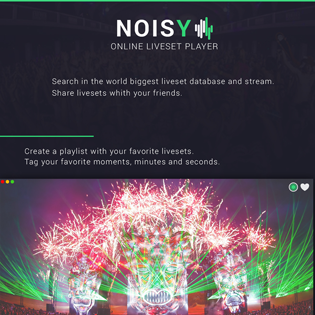 NOISY
ONLINE LIVESET PLAYER
Search in the world biggest liveset database and stream.
Share livesets whith your friends.
Create a playlist with your favorite livesets.
Tag your favorite moments, minutes and seconds.